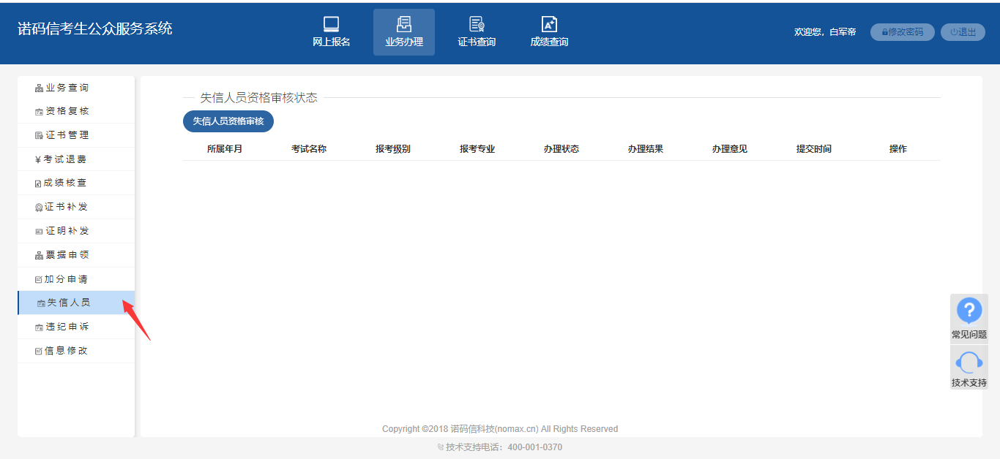 诺码信考生公众服务系统
网上报名
业务办理
证书查询
成绩查询
欢迎您，白军帝
修改密码
退出
业务查询
资格复核
证书管理
考试退费
成绩核查
证书补发
证明补发
票据申领
加分申请
失信人员
违纪申诉
信息修改
失信人员资格审核状态
失信人员资格审核
所属年月 考试名称 报考级别 报考专业 办理状态 办理结果 办理意见 提交时间 操作
常见问题
技术支持
Copyright ©2018 诺码信科技(nomax.cn) All Rights Reserved
技术支持电话：400-001-0370